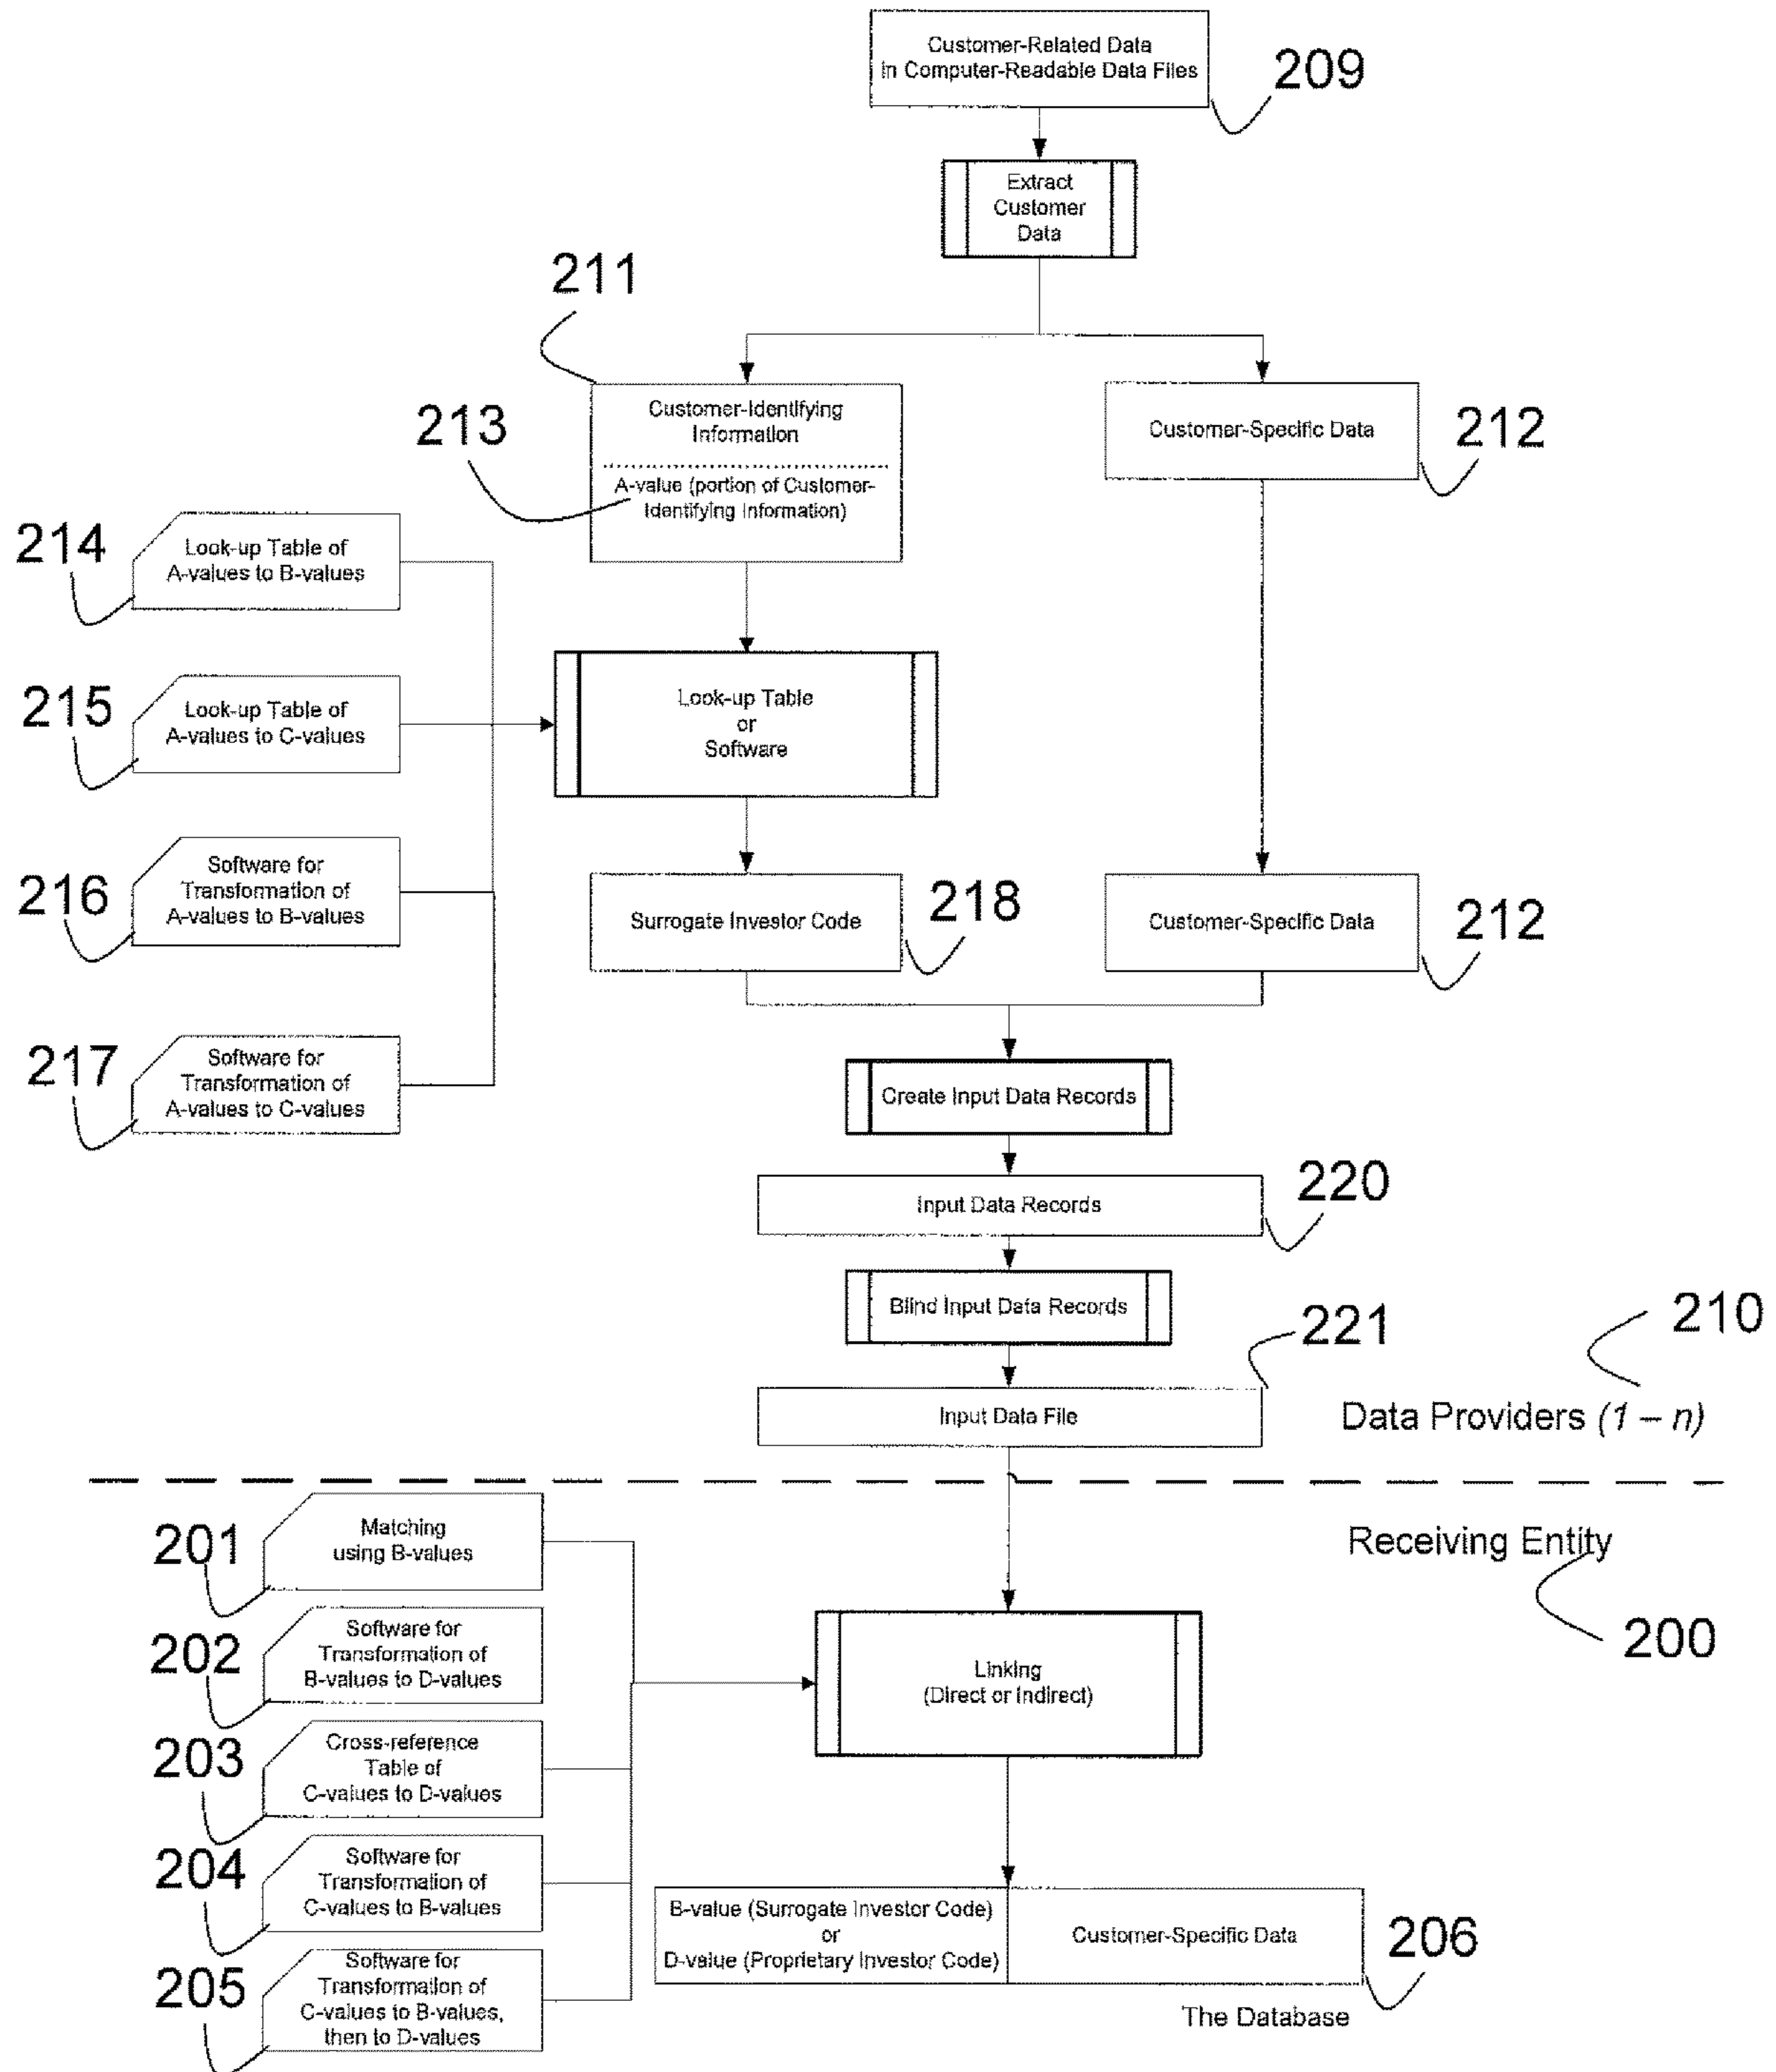 Customer-Related Data
in Computer-Readable Data Files
209
Extract
Customer
Data
211
Customer-Identifying
Information
213
A-value (portion of Customer-
Identifying Information)
Customer-Specific Data
212
214
Look-up Table of
A-values to B-values
215
Look-up Table of
A-values to C-values
Look-up Table
or
Software
216
Software for
Transformation of
A-values to B-values
Surrogate Investor Code
218
Customer-Specific Data
212
217
Software for
Transformation of
A-values to C-values
Create Input Data Records
Input Data Records
220
Blind Input Data Records
221
210
Input Data File
Data Providers (1 – n)
201
Matching
using B-values
Receiving Entity
200
202
Software for
Transformation of
B-values to D-values
Linking
(Direct or Indirect)
203
Cross-reference
Table of
C-values to D-values
204
Software for
Transformation of
C-values to B-values
205
Software for
Transformation of
C-values to B-values,
then to D-values
B-value (Surrogate Investor Code)
or
D-value (Proprietary Investor Code)
Customer-Specific Data
206
The Database